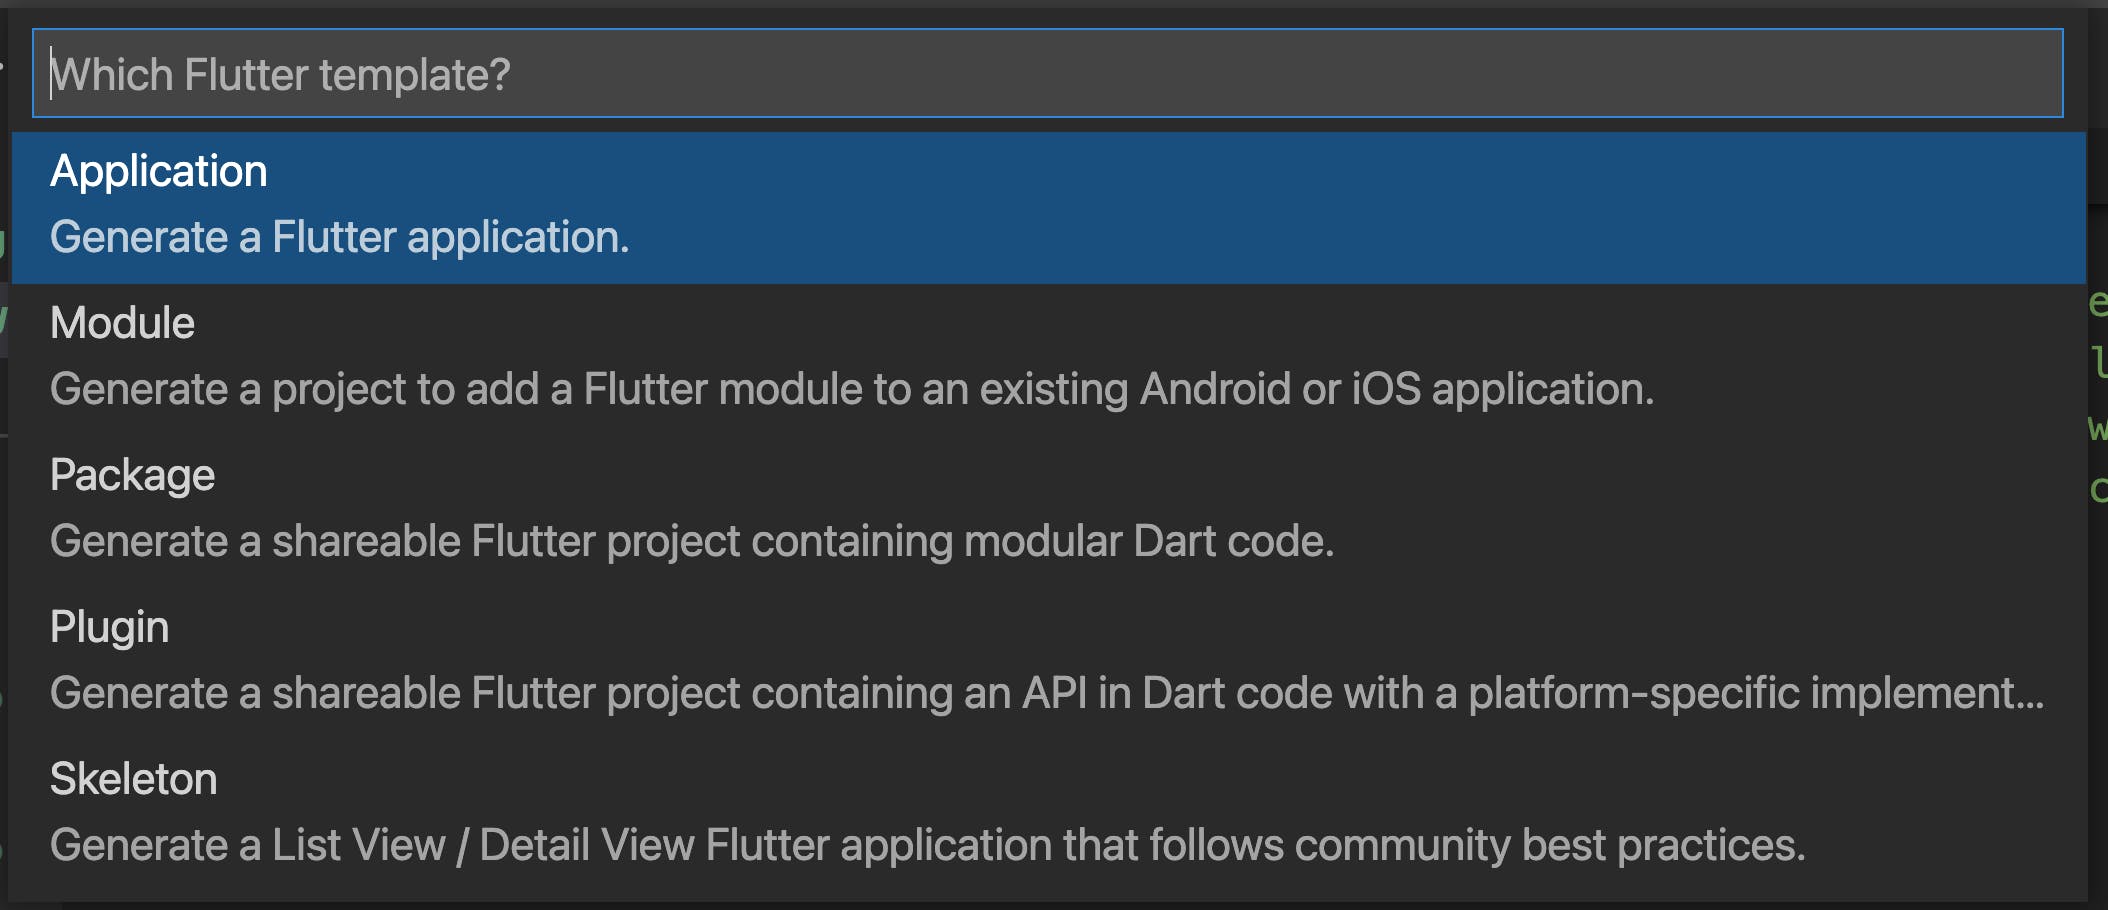 Which Flutter template?
Application
Generate a Flutter application.
Module
Generate a project to add a Flutter module to an existing Android or iOS application.
Package
Generate a shareable Flutter project containing modular Dart code.
Plugin
Generate a shareable Flutter project containing an API in Dart code with a platform-specific implement...
Skeleton
Generate a List View / Detail View Flutter application that follows community best practices.